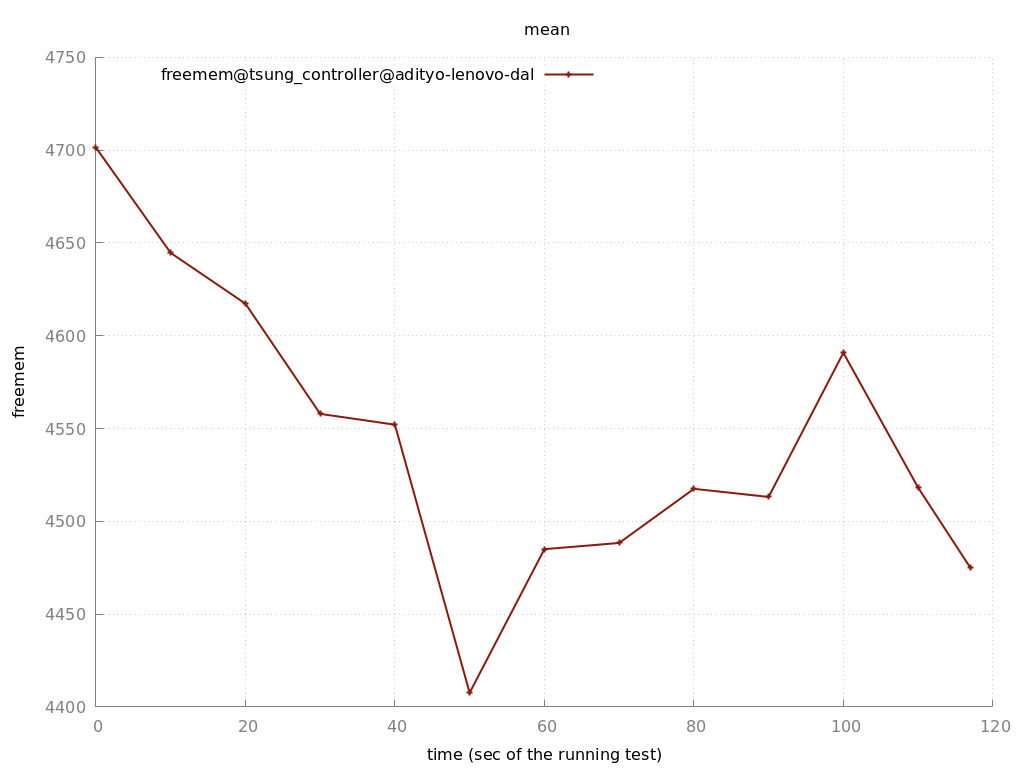 mean
4750
freemem@tsung_controller@adityo-lenovo-dal
4700
4650
4600
freemem
4550
4500
4450
4400
0 20 40 60 80 100 120
time (sec of the running test)